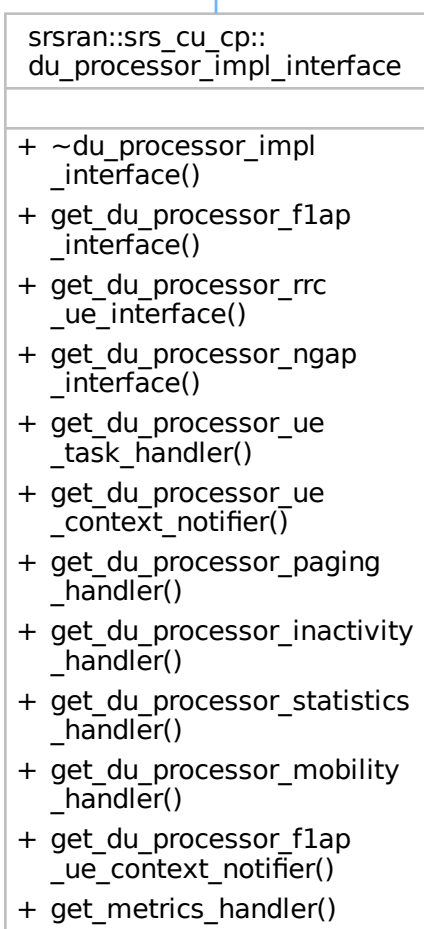 srsran::srs_cu_cp::
du_processor_impl_interface
+ ~du_processor_impl
_interface()
+ get_du_processor_f1ap
_interface()
+ get_du_processor_rrc
_ue_interface()
+ get_du_processor_ngap
_interface()
+ get_du_processor_ue
_task_handler()
+ get_du_processor_ue
_context_notifier()
+ get_du_processor_paging
_handler()
+ get_du_processor_inactivity
_handler()
+ get_du_processor_statistics
_handler()
+ get_du_processor_mobility
_handler()
+ get_du_processor_f1ap
_ue_context_notifier()
+ get_metrics_handler()